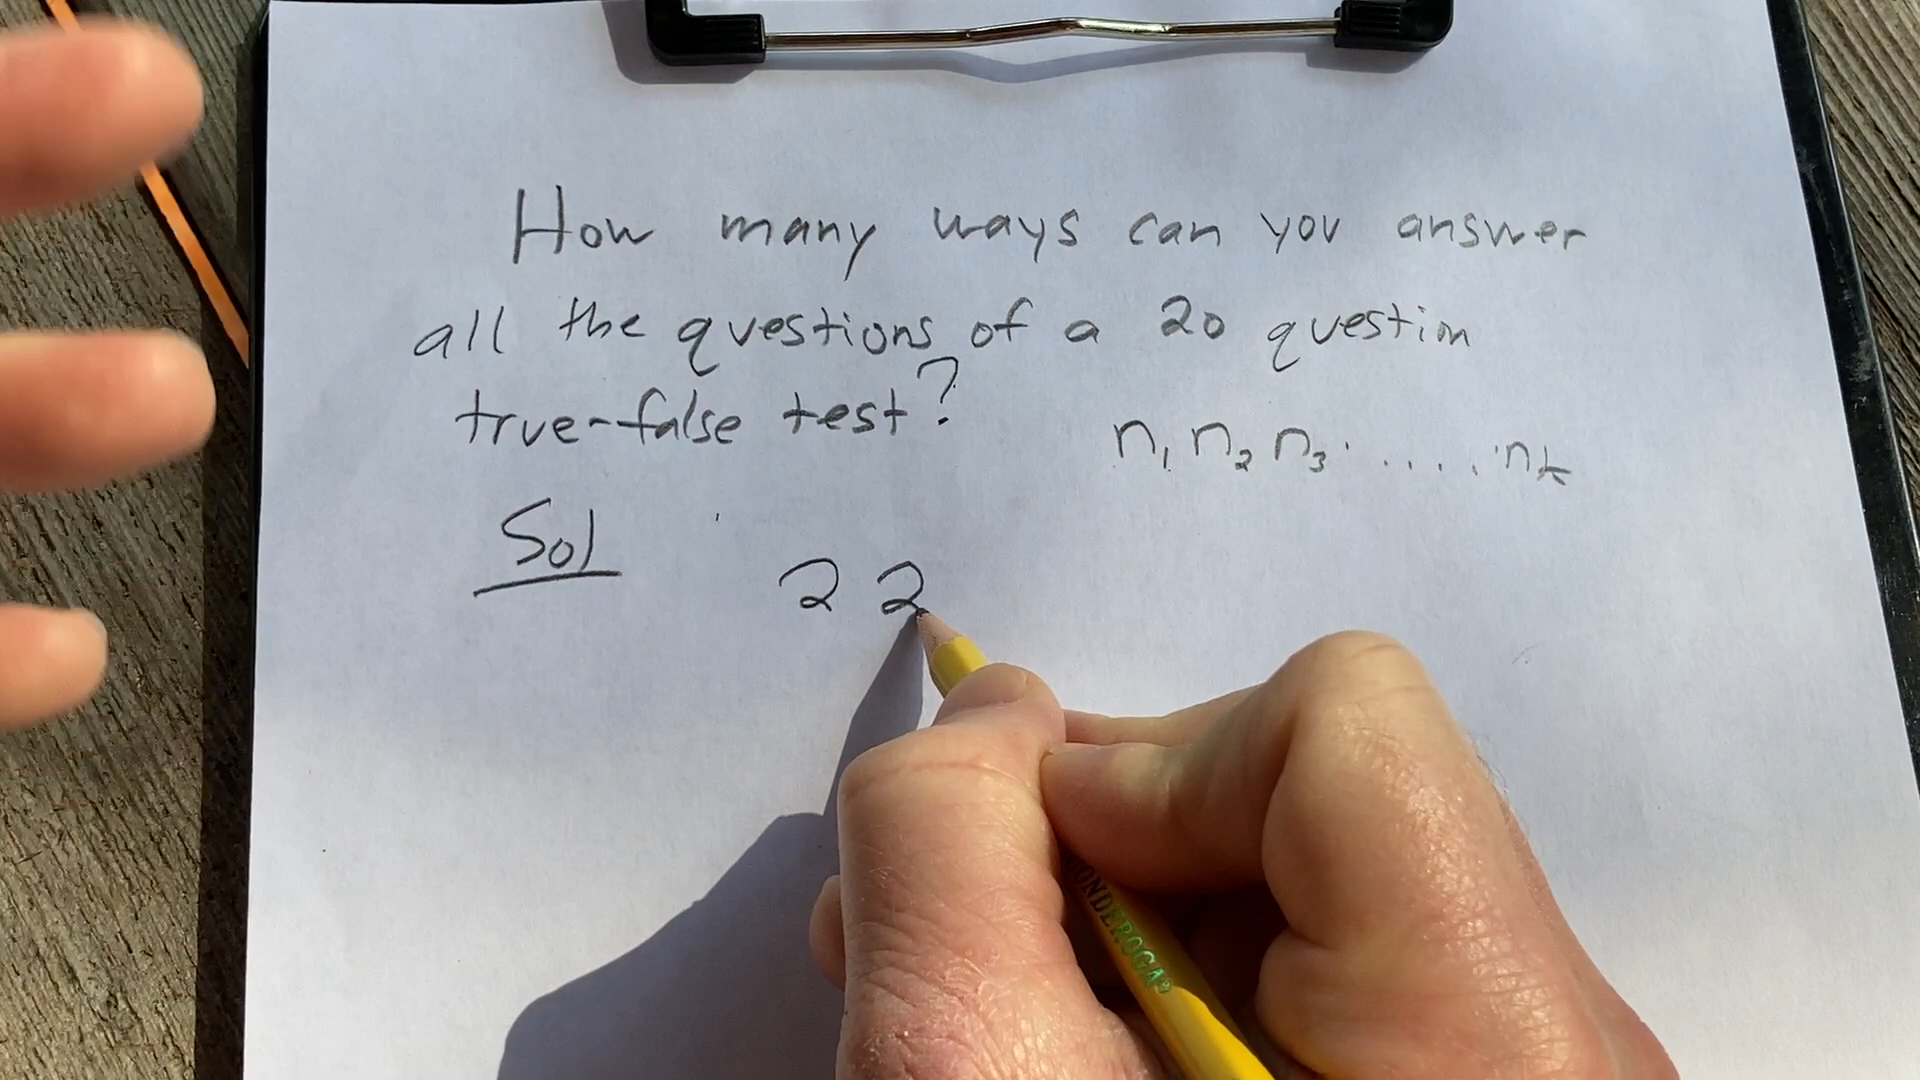 How many ways can you answer
all the questions of a 20 question
true-false test?
n₁ n₂ n₃ · . . . . · nₖ
Sol
2 2
ONDEROGA